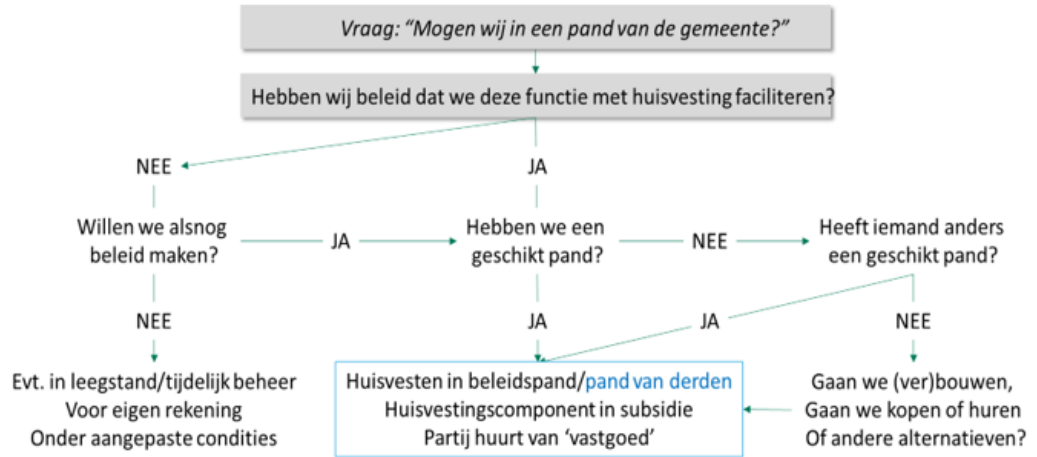 Vraag: “Mogen wij in een pand van de gemeente?”
Hebben wij beleid dat we deze functie met huisvesting faciliteren?
NEE
JA
Willen we alsnog
beleid maken?
JA
Hebben we een
geschikt pand?
NEE
Heeft iemand anders
een geschikt pand?
NEE
JA
JA
NEE
Evt. in leegstand/tijdelijk beheer
Voor eigen rekening
Onder aangepaste condities
Huisvesten in beleidspand/pand van derden
Huisvestingscomponent in subsidie
Partij huurt van ‘vastgoed’
Gaan we (ver)bouwen,
Gaan we kopen of huren
Of andere alternatieven?